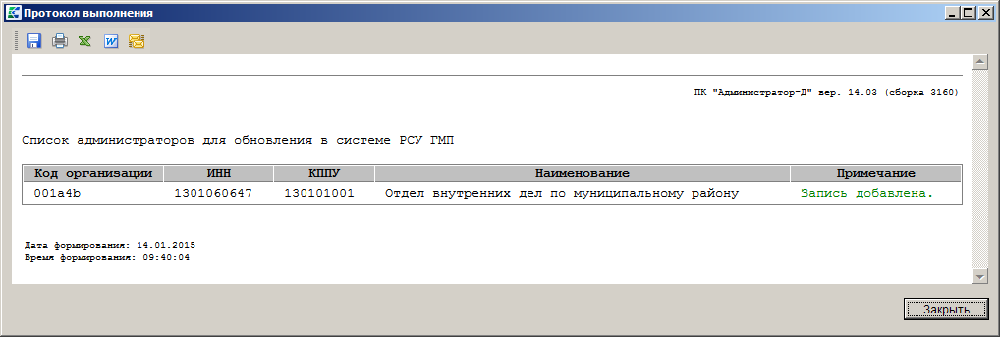 Протокол выполнения
ПК "Администратор-Д" вер. 14.03 (сборка 3160)
Список администраторов для обновления в системе РСУ ГМП
Код организации ИНН КППУ Наименование Примечание
001a4b 1301060647 130101001 Отдел внутренних дел по муниципальному району Запись добавлена.
Дата формирования: 14.01.2015
Время формирования: 09:40:04
Закрыть